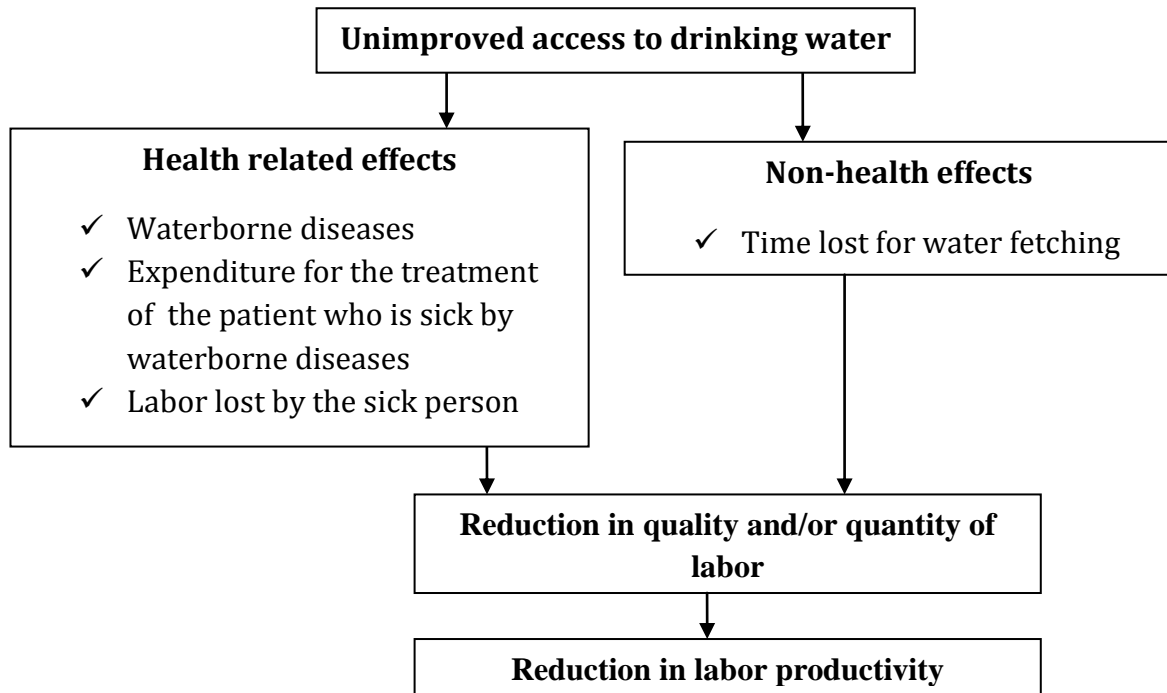 Unimproved access to drinking water
Health related effects
✓ Waterborne diseases
✓ Expenditure for the treatment
of the patient who is sick by
waterborne diseases
✓ Labor lost by the sick person
Non-health effects
✓ Time lost for water fetching
Reduction in quality and/or quantity of
labor
Reduction in labor productivity